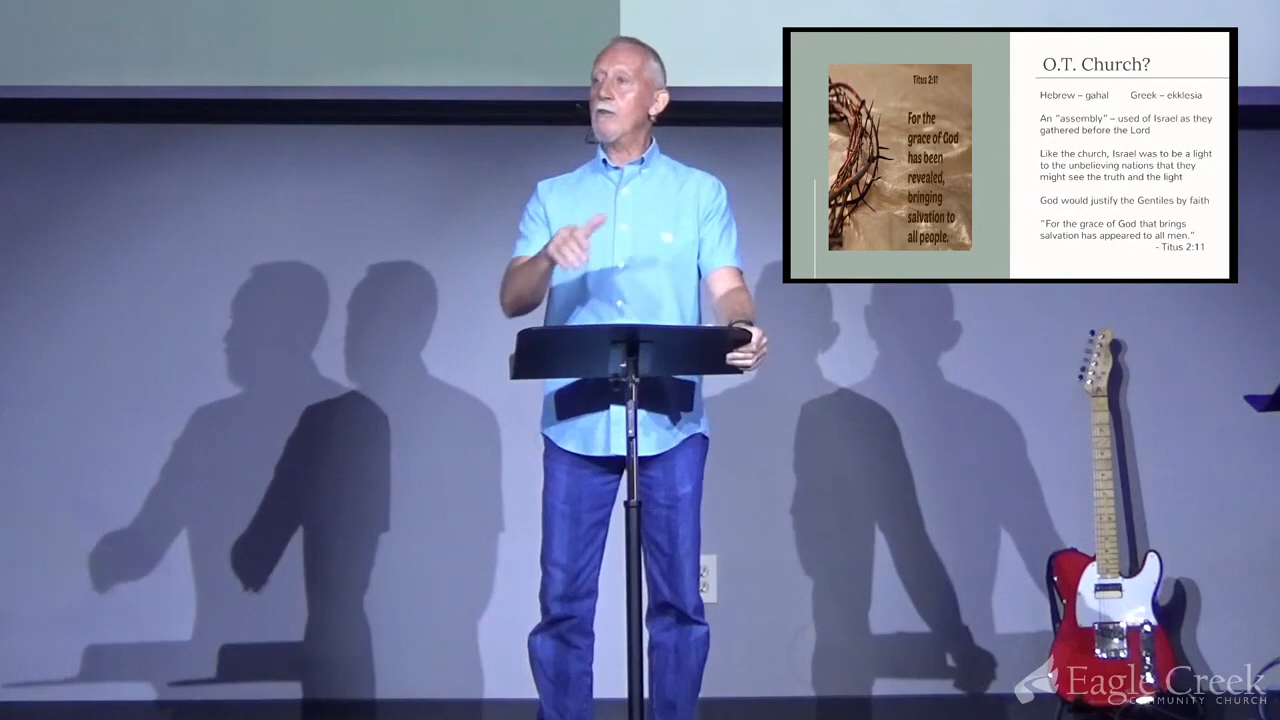 Titus 2:11
For the
grace of God
has been
revealed,
bringing
salvation to
all people.
O.T. Church?
Hebrew – gahal Greek – ekklesia
An "assembly" – used of Israel as they
gathered before the Lord
Like the church, Israel was to be a light
to the unbelieving nations that they
might see the truth and the light
God would justify the Gentiles by faith
"For the grace of God that brings
salvation has appeared to all men."
- Titus 2:11
Eagle Creek
COMMUNITY CHURCH